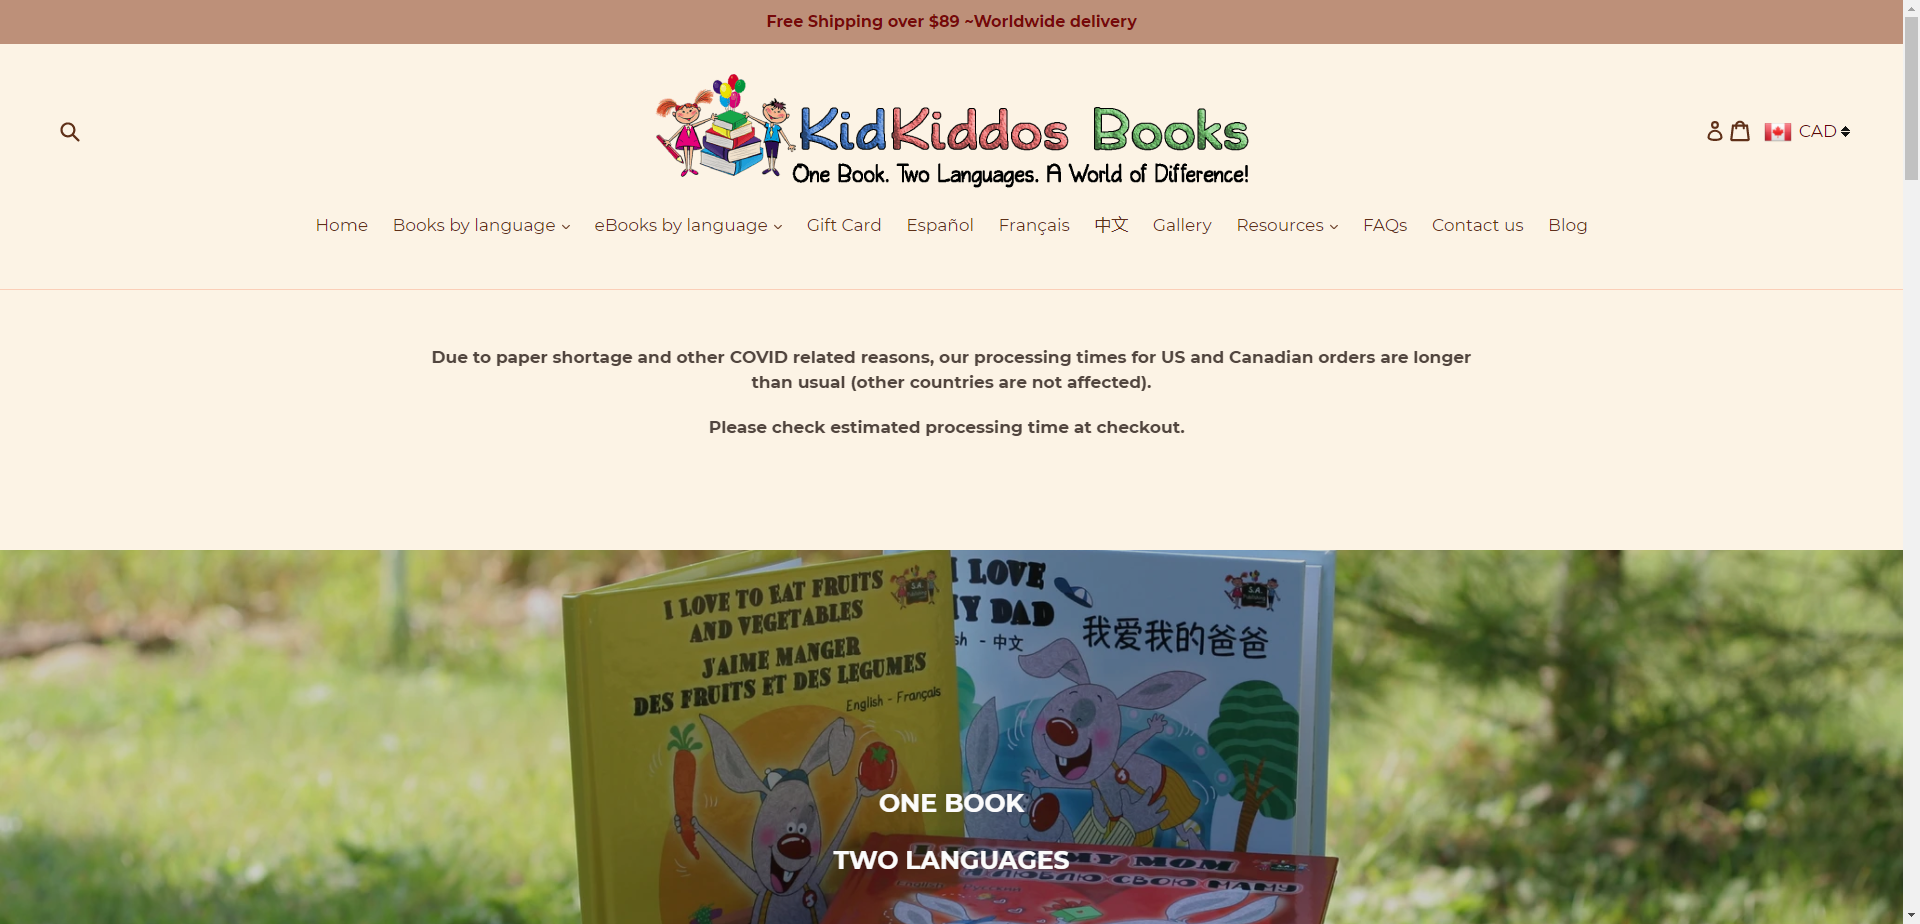 Free Shipping over $89 ~Worldwide delivery
KidKiddos Books
One Book. Two Languages. A World of Difference!
CAD
Home Books by language eBooks by language Gift Card Español Français 中文 Gallery Resources FAQs Contact us Blog
Due to paper shortage and other COVID related reasons, our processing times for US and Canadian orders are longer
than usual (other countries are not affected).
Please check estimated processing time at checkout.
I LOVE TO EAT FRUITS
AND VEGETABLES
J'AIME MANGER
DES FRUITS ET DES LEGUMES
English - Français
I LOVE
MY DAD
sh - 中文
我爱我的爸爸
S.A.
ONE BOOK
TWO LANGUAGES
MY MOM
Я ЛЮБЛЮ СВОЮ МАМУ